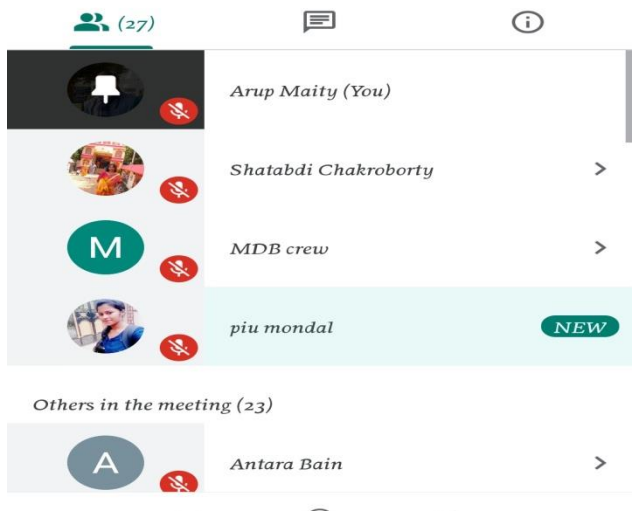 (27)
Arup Maity (You)
Shatabdi Chakroborty
M
MDB crew
piu mondal
NEW
Others in the meeting (23)
A
Antara Bain